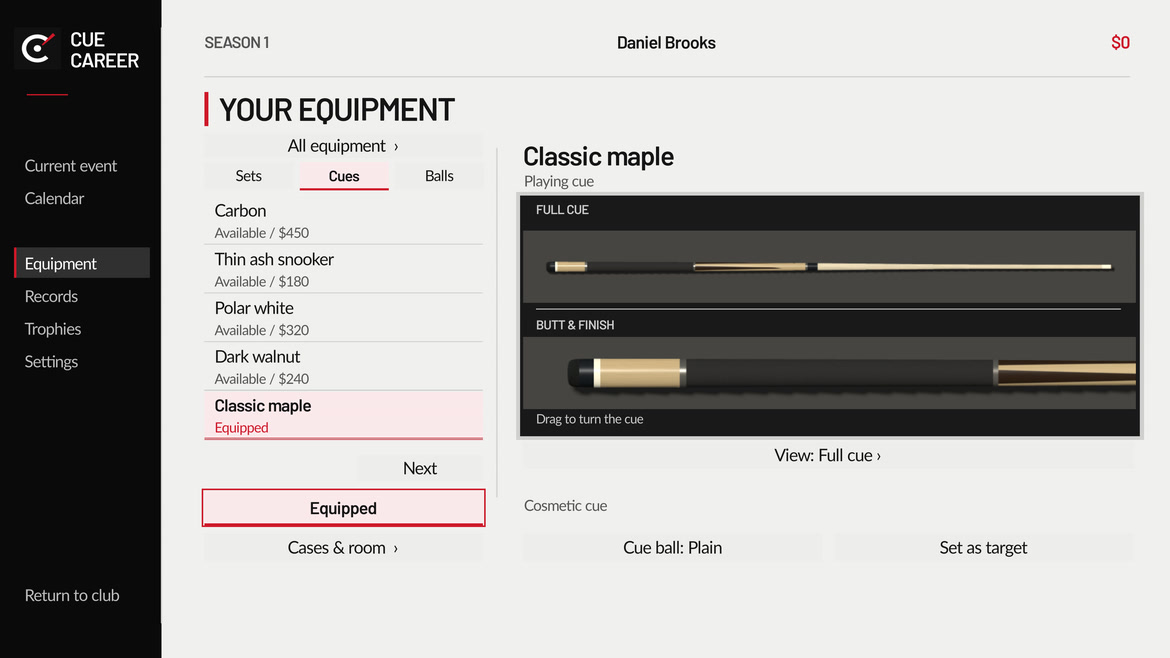 CUE
CAREER
Current event
Calendar
Equipment
Records
Trophies
Settings
Return to club
SEASON 1
Daniel Brooks
$0
YOUR EQUIPMENT
All equipment ›
Sets
Cues
Balls
Carbon
Available / $450
Thin ash snooker
Available / $180
Polar white
Available / $320
Dark walnut
Available / $240
Classic maple
Equipped
Next
Equipped
Cases & room ›
Classic maple
Playing cue
FULL CUE
BUTT & FINISH
Drag to turn the cue
View: Full cue ›
Cosmetic cue
Cue ball: Plain
Set as target